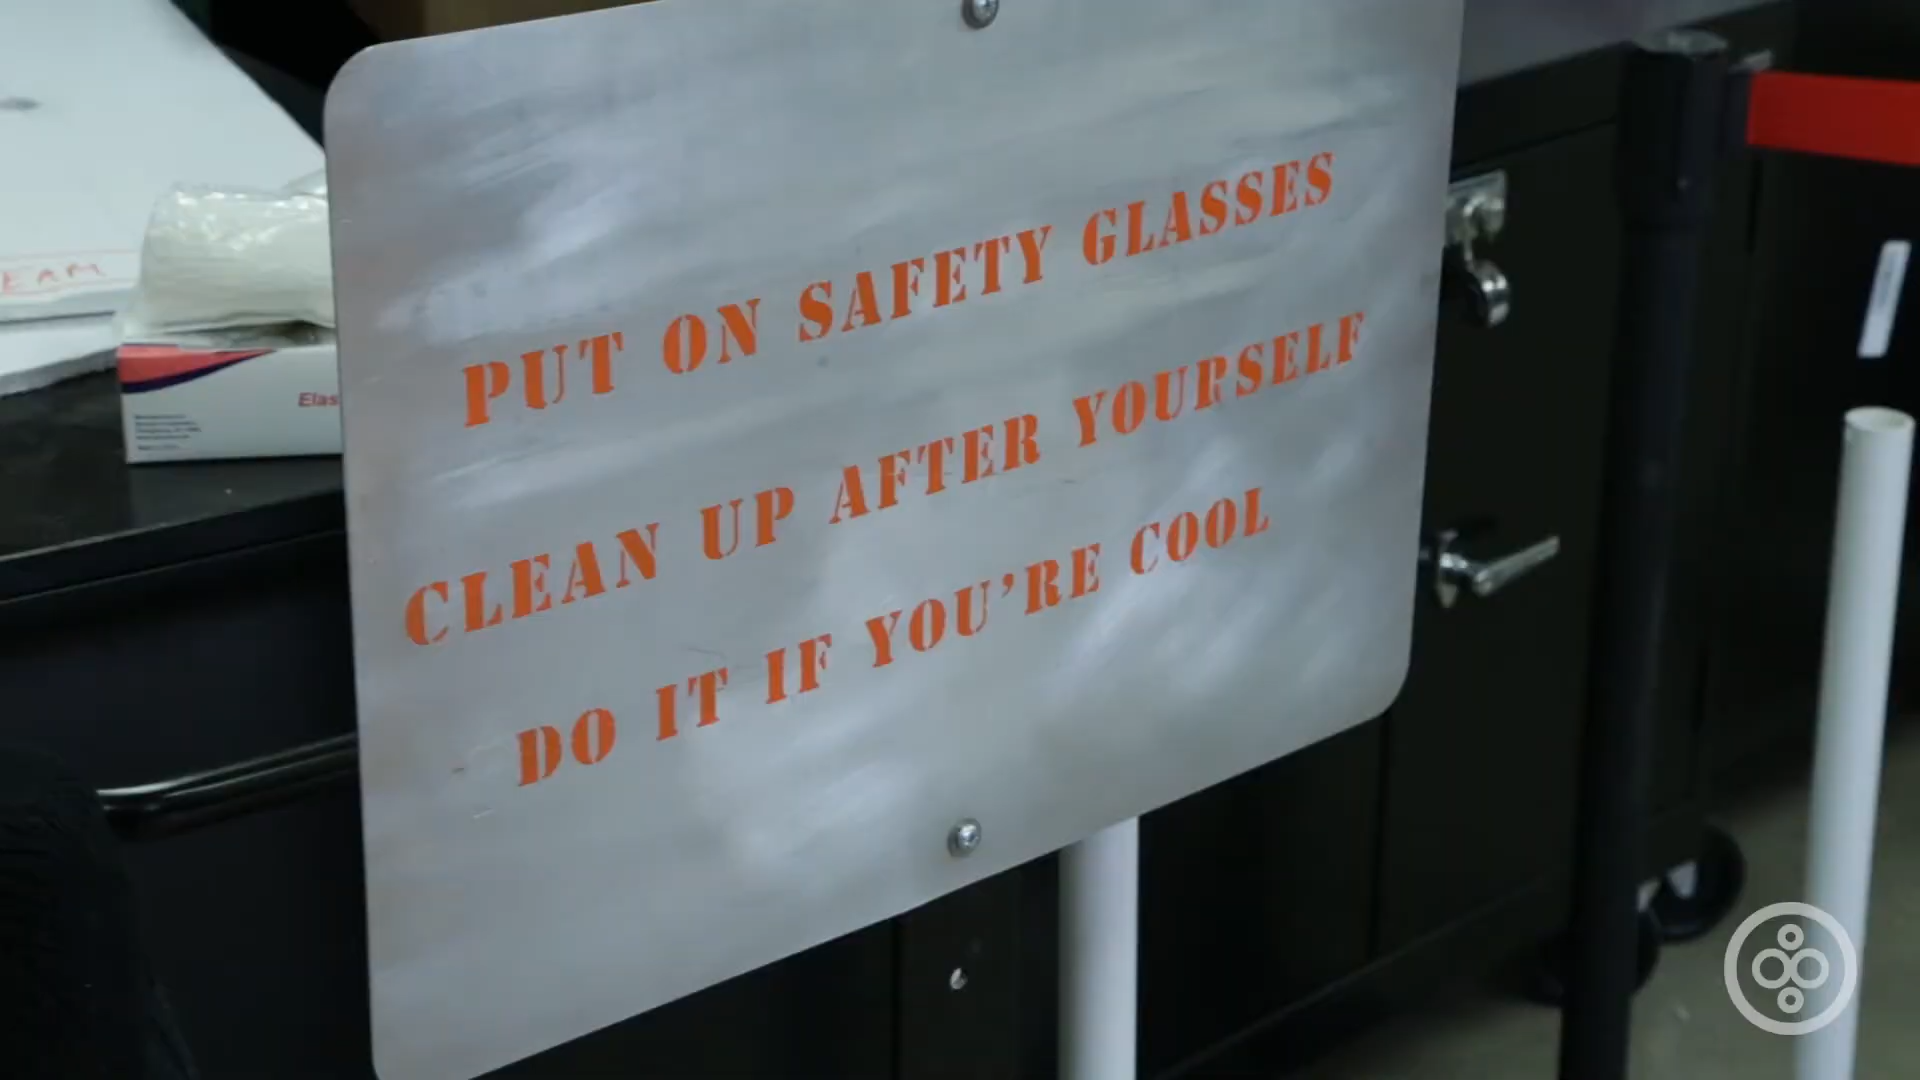 PUT ON SAFETY GLASSES
CLEAN UP AFTER YOURSELF
DO IT IF YOU'RE COOL